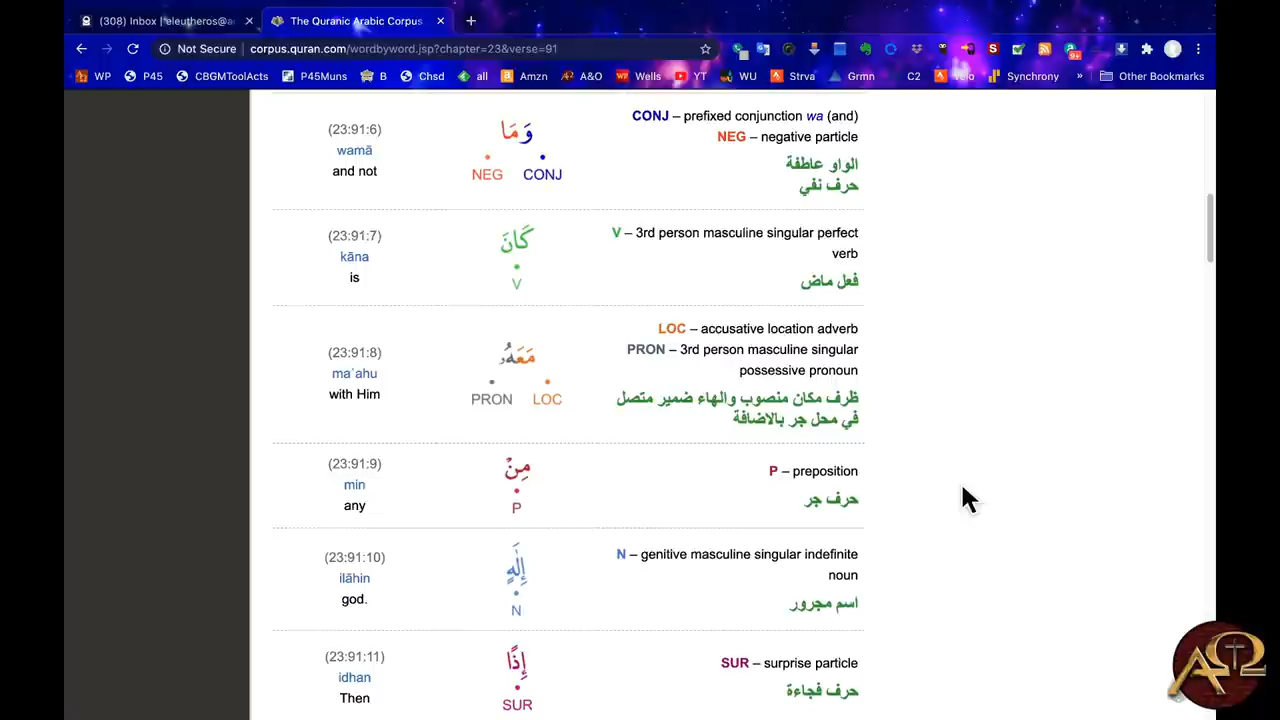 (308) Inbox | eleutheros@a
The Quranic Arabic Corpus
Not Secure | corpus.quran.com/wordbyword.jsp?chapter=23&verse=91
WP P45 CBGMToolActs P45Muns B Chsd all Amzn A&O Wells YT WU Strva Grmn C2 Velo Synchrony » Other Bookmarks
(23:91:6)
wamā
and not
وَمَا
NEG CONJ
CONJ – prefixed conjunction wa (and)
NEG – negative particle
الواو عاطفة
حرف نفي
(23:91:7)
kāna
is
كَانَ
V
V – 3rd person masculine singular perfect
verb
فعل ماض
(23:91:8)
maʿahu
with Him
مَعَهُۥ
PRON LOC
LOC – accusative location adverb
PRON – 3rd person masculine singular
possessive pronoun
ظرف مكان منصوب والهاء ضمير متصل
في محل جر بالاضافة
(23:91:9)
min
any
مِنْ
P
P – preposition
حرف جر
(23:91:10)
ilāhin
god.
إِلَٰهٍ
N
N – genitive masculine singular indefinite
noun
اسم مجرور
(23:91:11)
idhan
Then
إِذًا
SUR
SUR – surprise particle
حرف فجاءة
ΑΩ